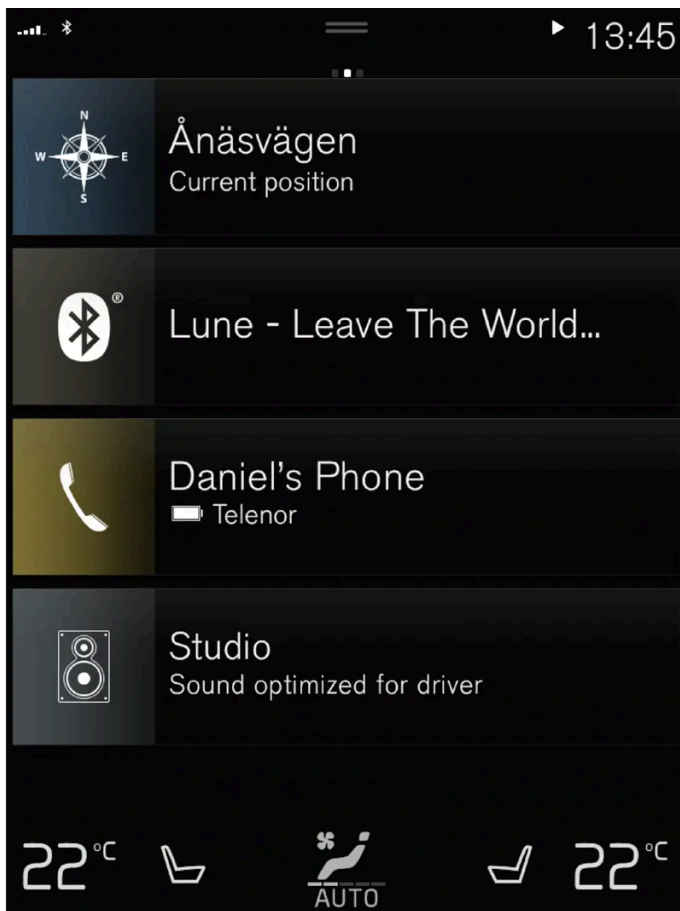 13:45
N
W E
S
Ånäsvägen
Current position
®
Lune - Leave The World...
Daniel's Phone
Telenor
Studio
Sound optimized for driver
22°C 22°C
AUTO